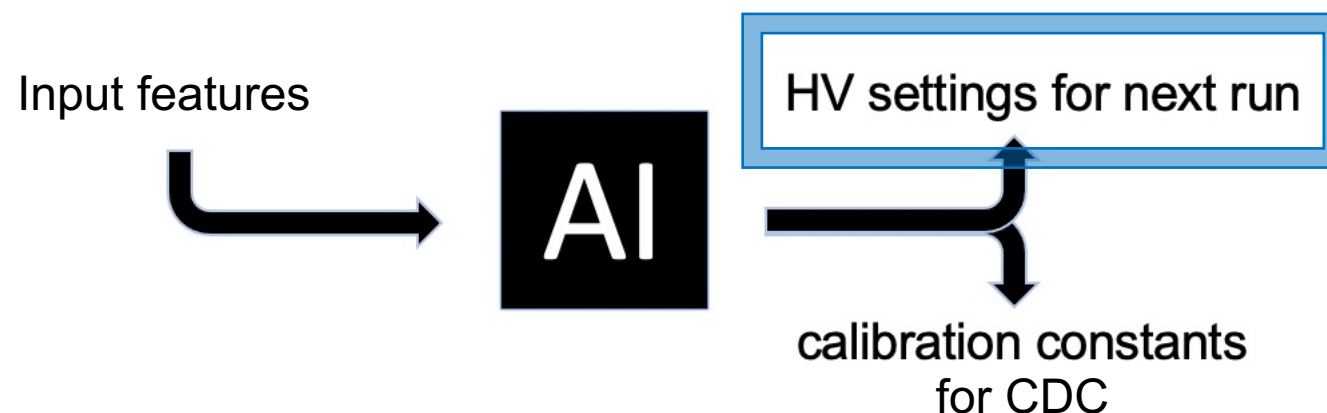 Input features
AI
HV settings for next run
calibration constants
for CDC